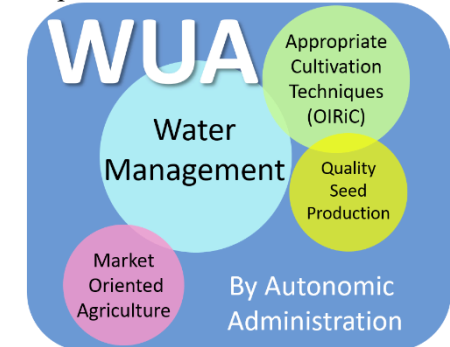 WUA
Appropriate
Cultivation
Techniques
(OIRiC)
Water
Management
Quality
Seed
Production
Market
Oriented
Agriculture
By Autonomic
Administration